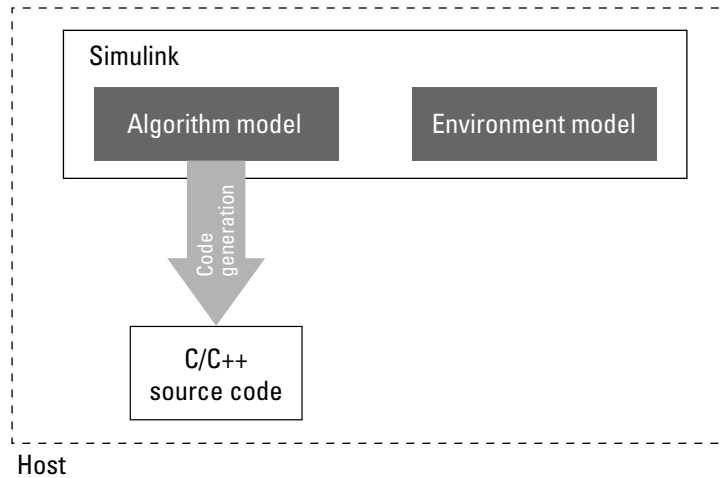 Simulink
Algorithm model
Environment model
Code
generation
C/C++
source code
Host